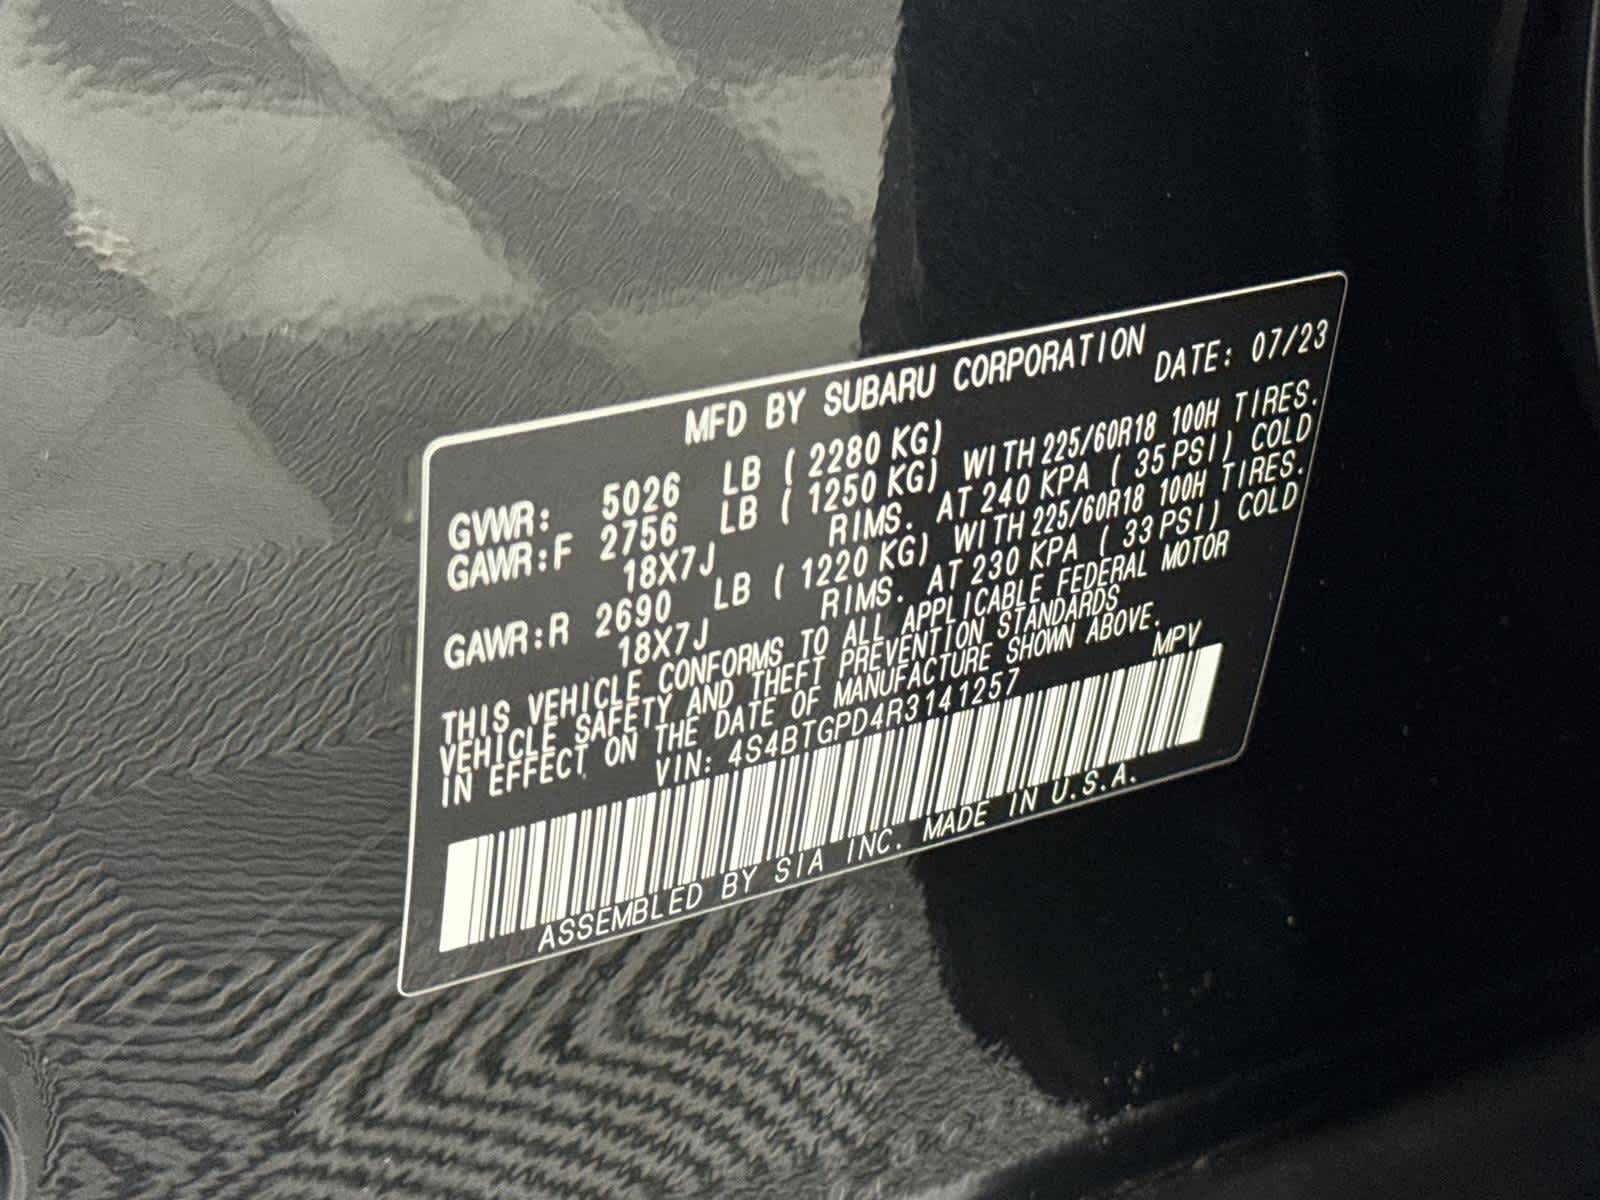 MFD BY SUBARU CORPORATION
DATE: 07/23
GVWR: 5026 LB ( 2280 KG)
GAWR:F 2756 LB ( 1250 KG) WITH 225/60R18 100H TIRES.
18X7J RIMS. AT 240 KPA ( 35 PSI) COLD
GAWR:R 2690 LB ( 1220 KG) WITH 225/60R18 100H TIRES.
18X7J RIMS. AT 230 KPA ( 33 PSI) COLD
THIS VEHICLE CONFORMS TO ALL APPLICABLE FEDERAL MOTOR
VEHICLE SAFETY AND THEFT PREVENTION STANDARDS
IN EFFECT ON THE DATE OF MANUFACTURE SHOWN ABOVE.
VIN: 4S4BTGPD4R3141257 MPV
ASSEMBLED BY SIA INC. MADE IN U.S.A.